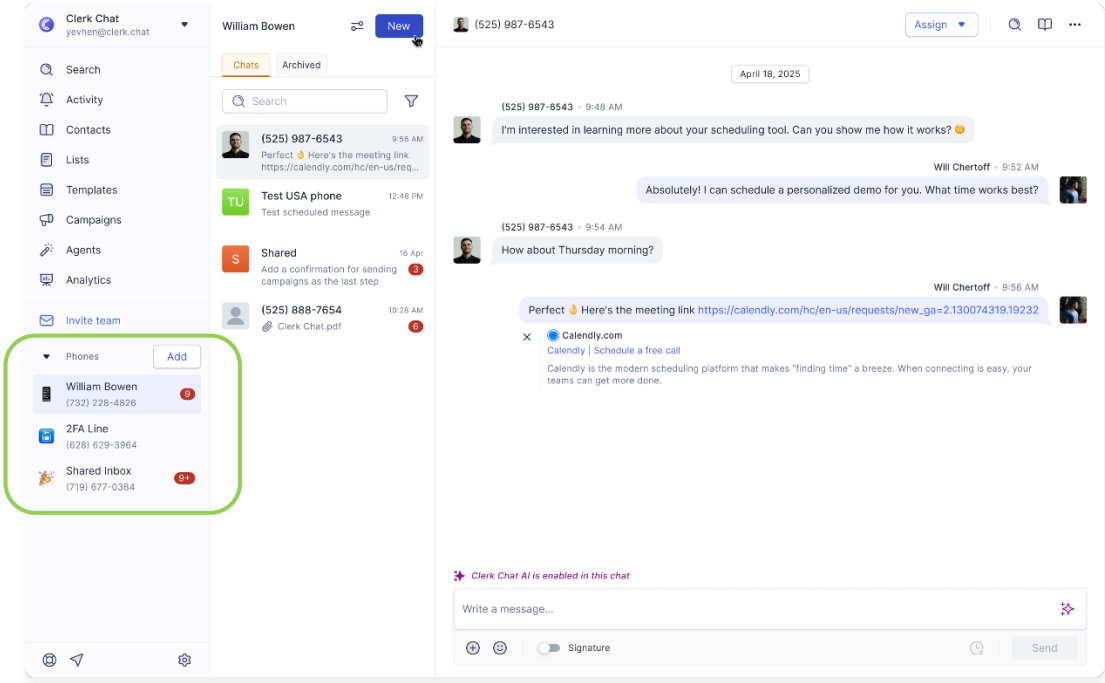 Clerk Chat
yevhen@clerk.chat
Search
Activity
Contacts
Lists
Templates
Campaigns
Agents
Analytics
Invite team
Phones
Add
William Bowen
(732) 228-4826
9
2FA Line
(628) 629-3964
Shared Inbox
(719) 677-0384
9+
William Bowen
New
Chats
Archived
Search
(525) 987-6543
9:56 AM
Perfect 👌 Here's the meeting link
https://calendly.com/hc/en-us/req...
TU
Test USA phone
12:48 PM
Test scheduled message
S
Shared
16 Apr
Add a confirmation for sending
campaigns as the last step
3
(525) 888-7654
10:28 AM
Clerk Chat.pdf
6
(525) 987-6543
Assign
April 18, 2025
(525) 987-6543 • 9:48 AM
I'm interested in learning more about your scheduling tool. Can you show me how it works? 😊
Will Chertoff • 9:52 AM
Absolutely! I can schedule a personalized demo for you. What time works best?
(525) 987-6543 • 9:54 AM
How about Thursday morning?
Will Chertoff • 9:56 AM
Perfect 👌 Here's the meeting link https://calendly.com/hc/en-us/requests/new_ga=2.130074319.19232
Calendly.com
Calendly | Schedule a free call
Calendly is the modern scheduling platform that makes "finding time" a breeze. When connecting is easy, your
teams can get more done.
Clerk Chat AI is enabled in this chat
Write a message...
Signature
Send